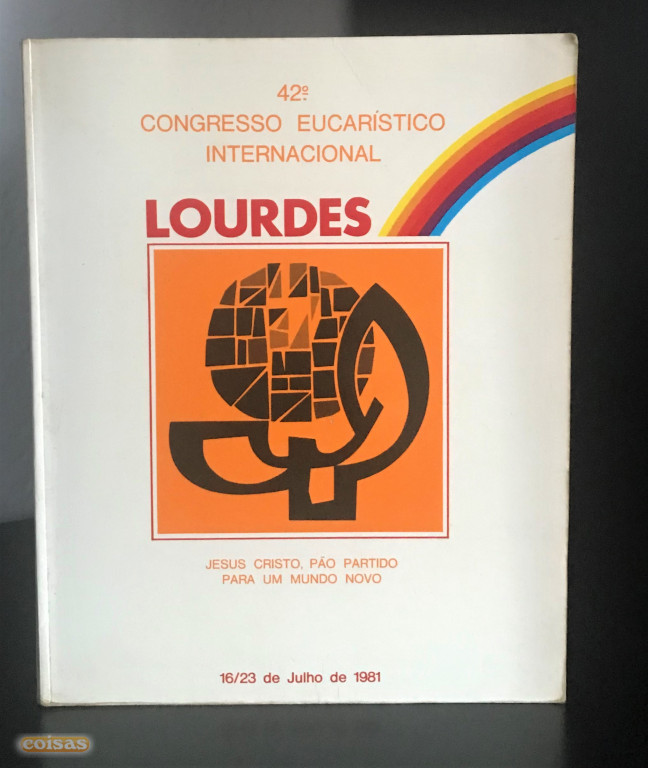 42º
CONGRESSO EUCARÍSTICO
INTERNACIONAL
LOURDES
JESUS CRISTO, PÃO PARTIDO
PARA UM MUNDO NOVO
16/23 de Julho de 1981
coisas